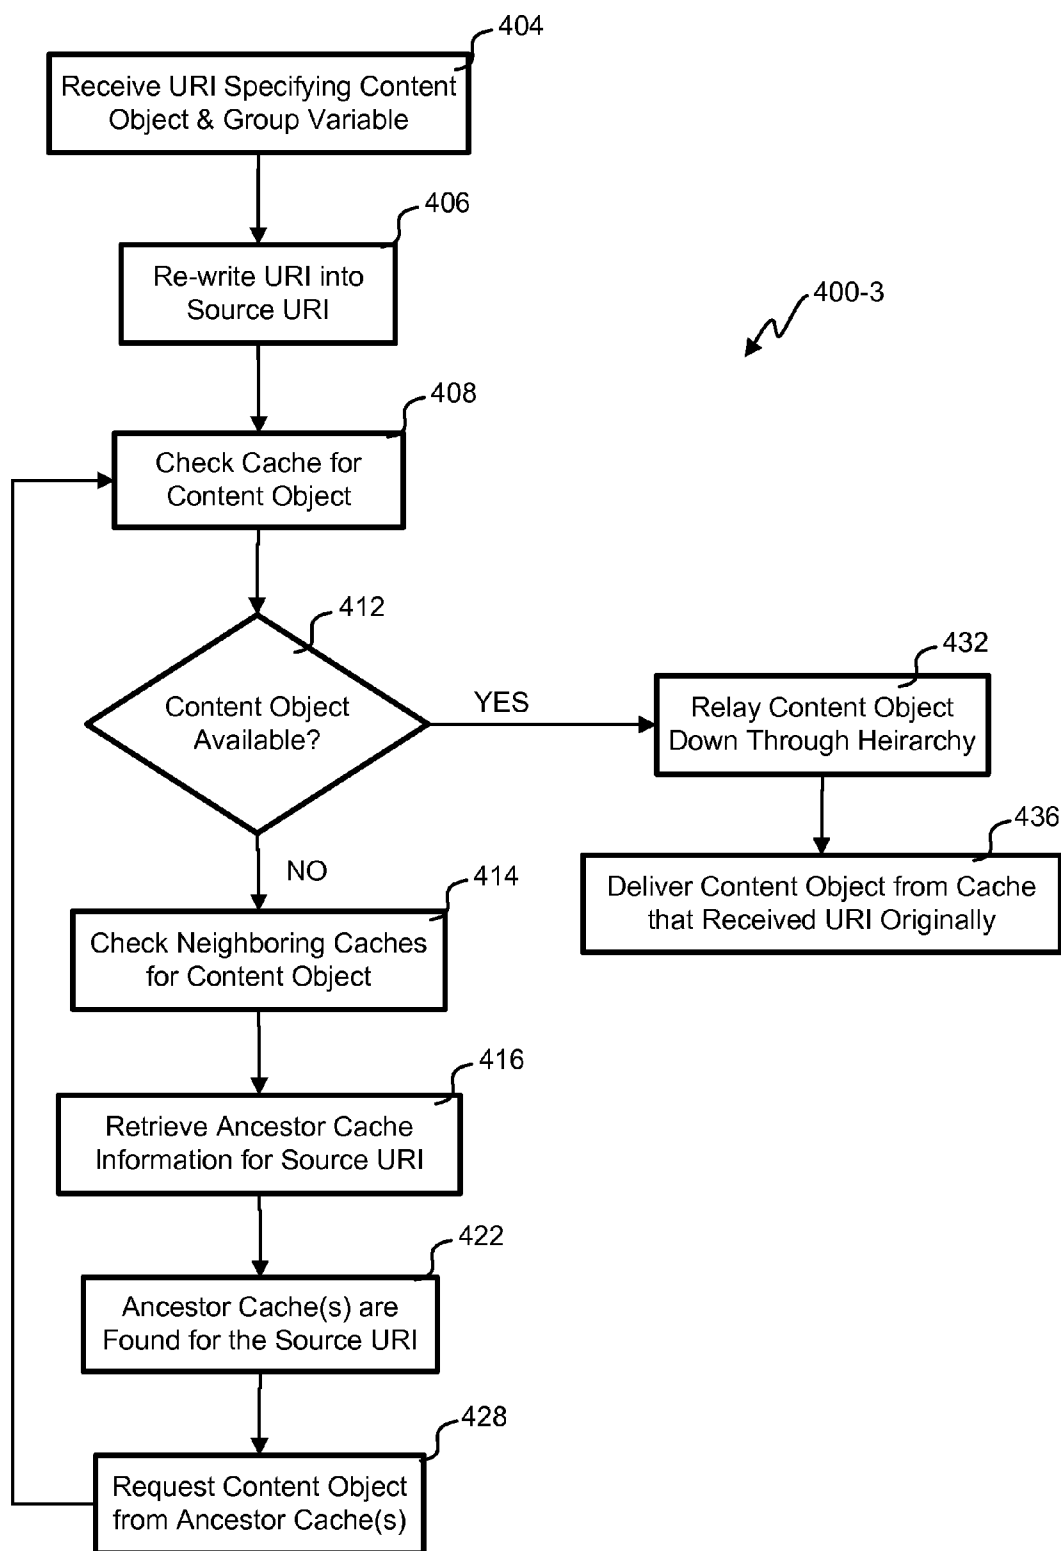 404
Receive URI Specifying Content
Object & Group Variable
406
Re-write URI into
Source URI
400-3
408
Check Cache for
Content Object
412
Content Object
Available?
YES
432
Relay Content Object
Down Through Heirarchy
NO
436
Deliver Content Object from Cache
that Received URI Originally
414
Check Neighboring Caches
for Content Object
416
Retrieve Ancestor Cache
Information for Source URI
422
Ancestor Cache(s) are
Found for the Source URI
428
Request Content Object
from Ancestor Cache(s)